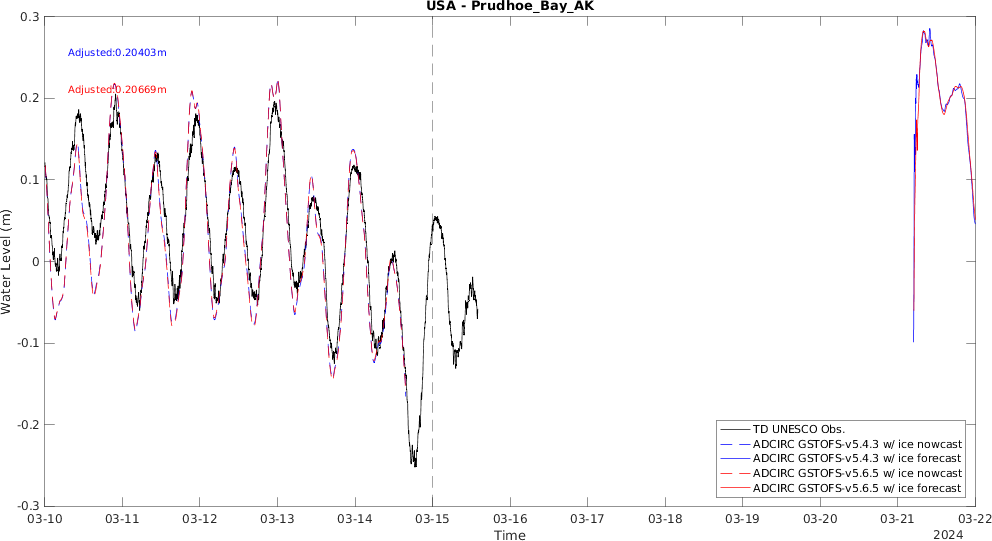 USA - Prudhoe_Bay_AK
Adjusted:0.20403m
Adjusted:0.20669m
Water Level (m)
0.3
0.2
0.1
0
-0.1
-0.2
-0.3
TD UNESCO Obs.
ADCIRC GSTOFS-v5.4.3 w/ ice nowcast
ADCIRC GSTOFS-v5.4.3 w/ ice forecast
ADCIRC GSTOFS-v5.6.5 w/ ice nowcast
ADCIRC GSTOFS-v5.6.5 w/ ice forecast
03-10 03-11 03-12 03-13 03-14 03-15 03-16 03-17 03-18 03-19 03-20 03-21 03-22
Time
2024